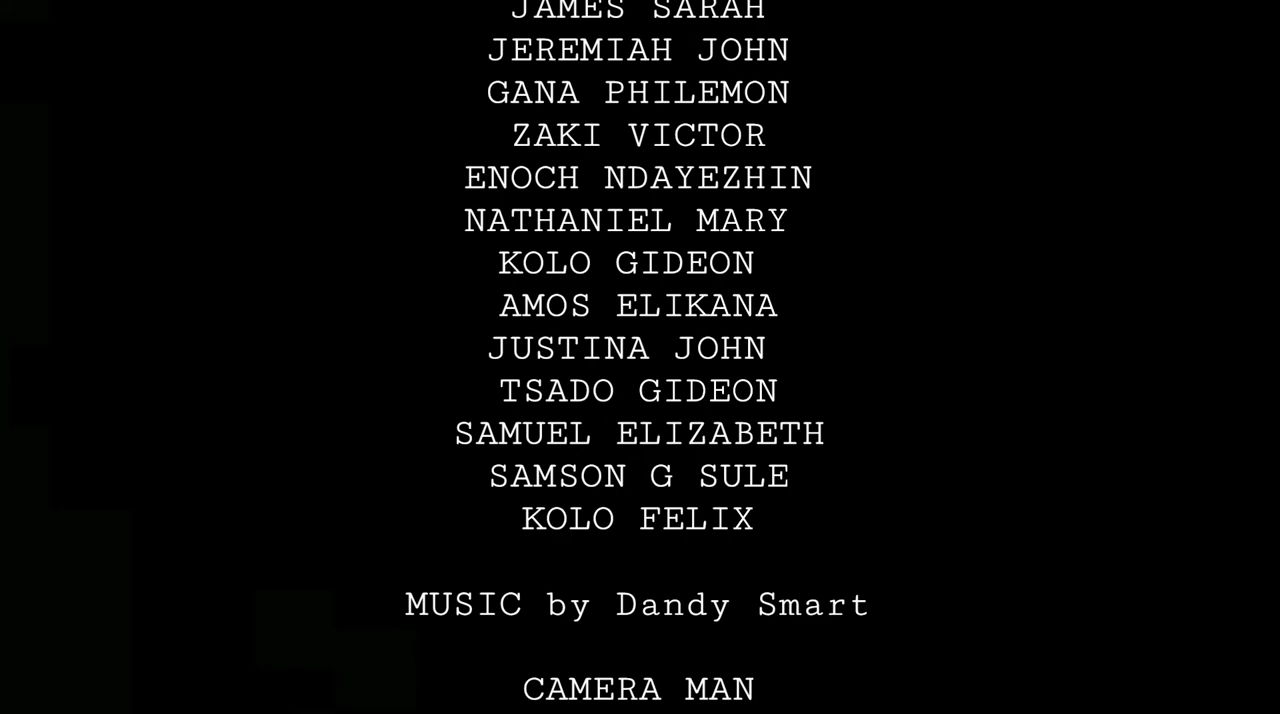 JAMES SARAH
JEREMIAH JOHN
GANA PHILEMON
ZAKI VICTOR
ENOCH NDAYEZHIN
NATHANIEL MARY
KOLO GIDEON
AMOS ELIKANA
JUSTINA JOHN
TSADO GIDEON
SAMUEL ELIZABETH
SAMSON G SULE
KOLO FELIX
MUSIC by Dandy Smart
CAMERA MAN